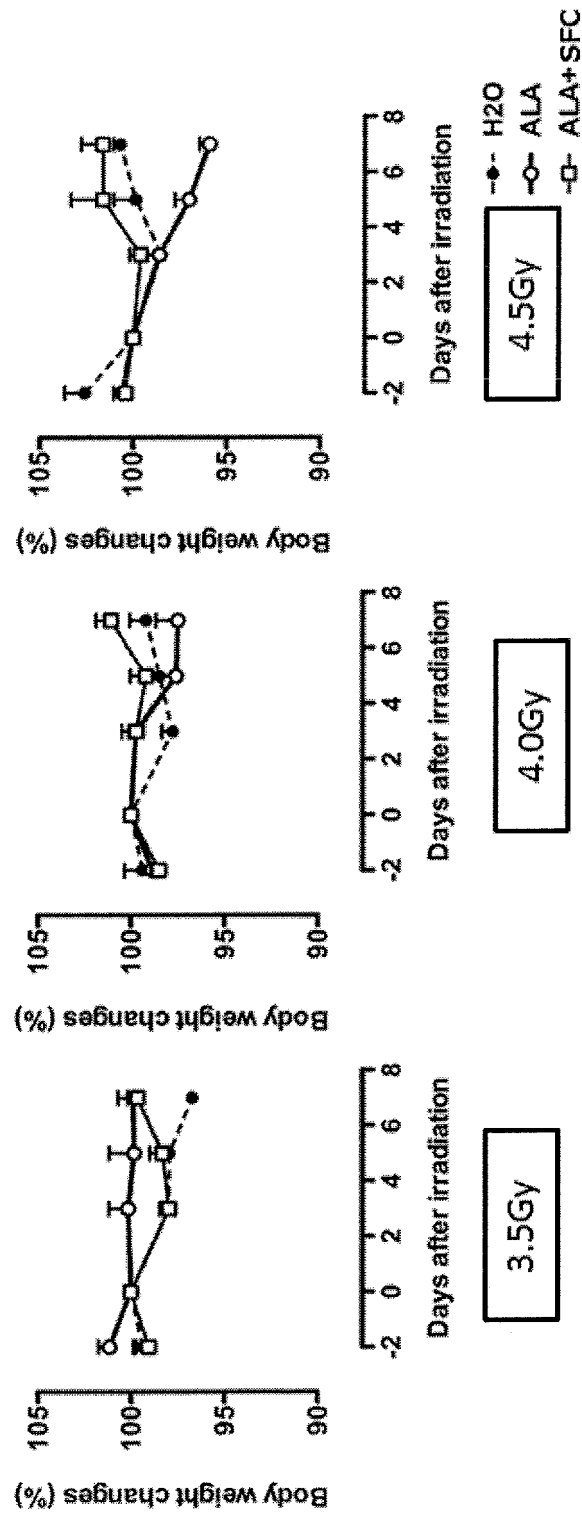 Body weight changes (%)
105
100
95
90
-2 0 2 4 6 8
Days after irradiation
3.5Gy
Body weight changes (%)
105
100
95
90
-2 0 2 4 6 8
Days after irradiation
4.0Gy
Body weight changes (%)
105
100
95
90
-2 0 2 4 6 8
Days after irradiation
4.5Gy
H2O
ALA
ALA+SFC